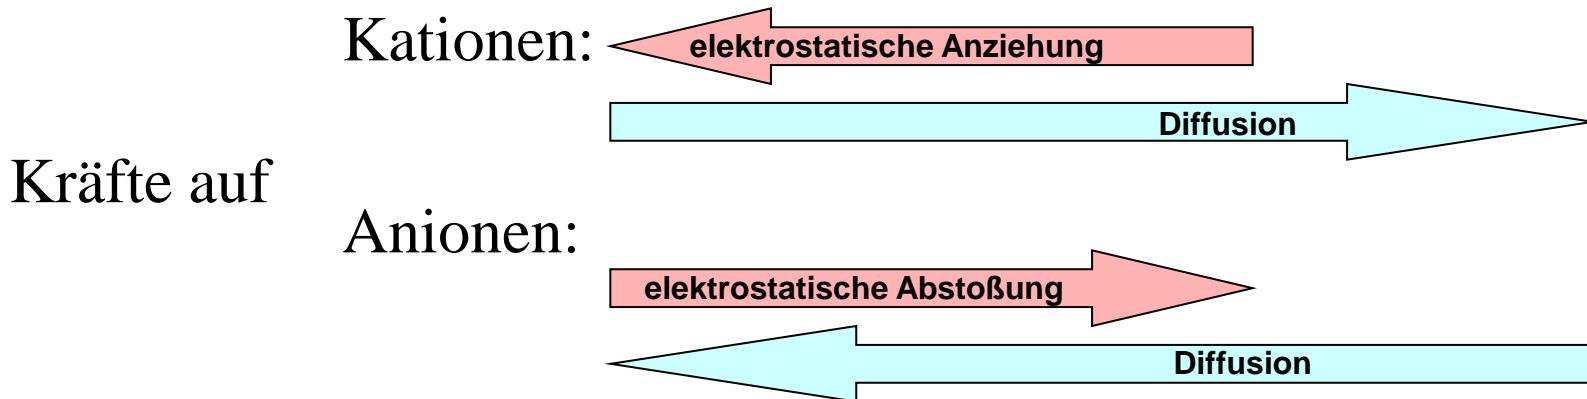 Kationen:
elektrostatische Anziehung
Diffusion
Kräfte auf
Anionen:
elektrostatische Abstoßung
Diffusion